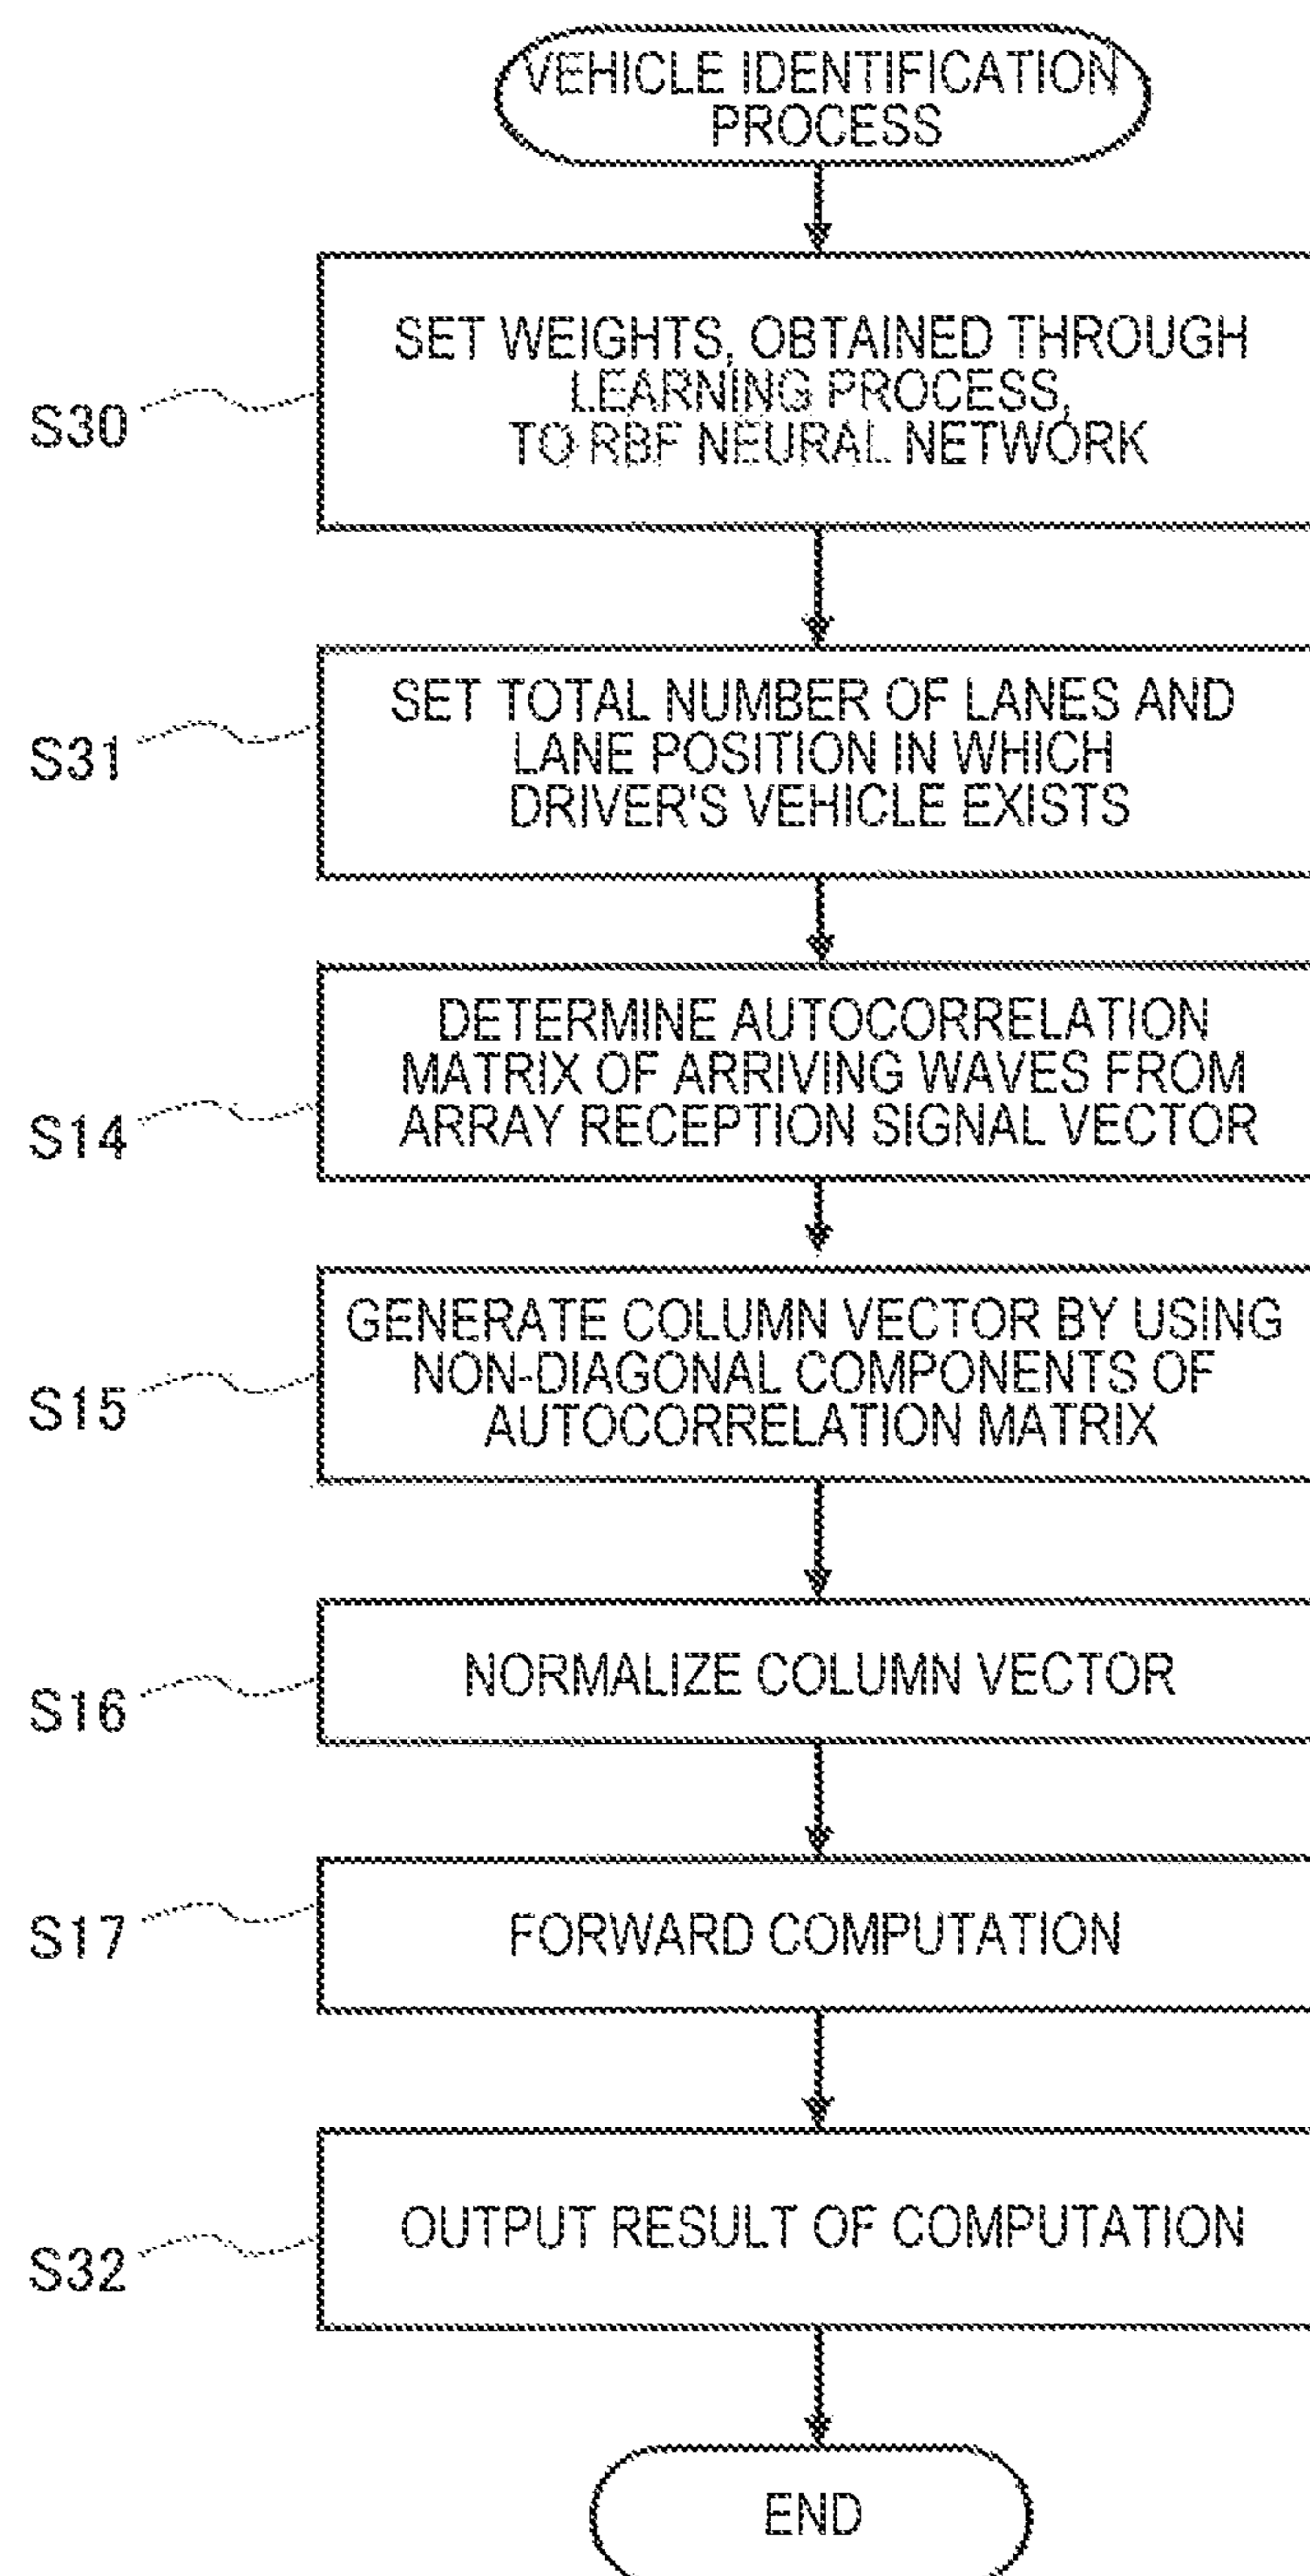 VEHICLE IDENTIFICATION
PROCESS
S30
SET WEIGHTS, OBTAINED THROUGH
LEARNING PROCESS,
TO RBF NEURAL NETWORK
S31
SET TOTAL NUMBER OF LANES AND
LANE POSITION IN WHICH
DRIVER'S VEHICLE EXISTS
S14
DETERMINE AUTOCORRELATION
MATRIX OF ARRIVING WAVES FROM
ARRAY RECEPTION SIGNAL VECTOR
S15
GENERATE COLUMN VECTOR BY USING
NON-DIAGONAL COMPONENTS OF
AUTOCORRELATION MATRIX
S16
NORMALIZE COLUMN VECTOR
S17
FORWARD COMPUTATION
S32
OUTPUT RESULT OF COMPUTATION
END